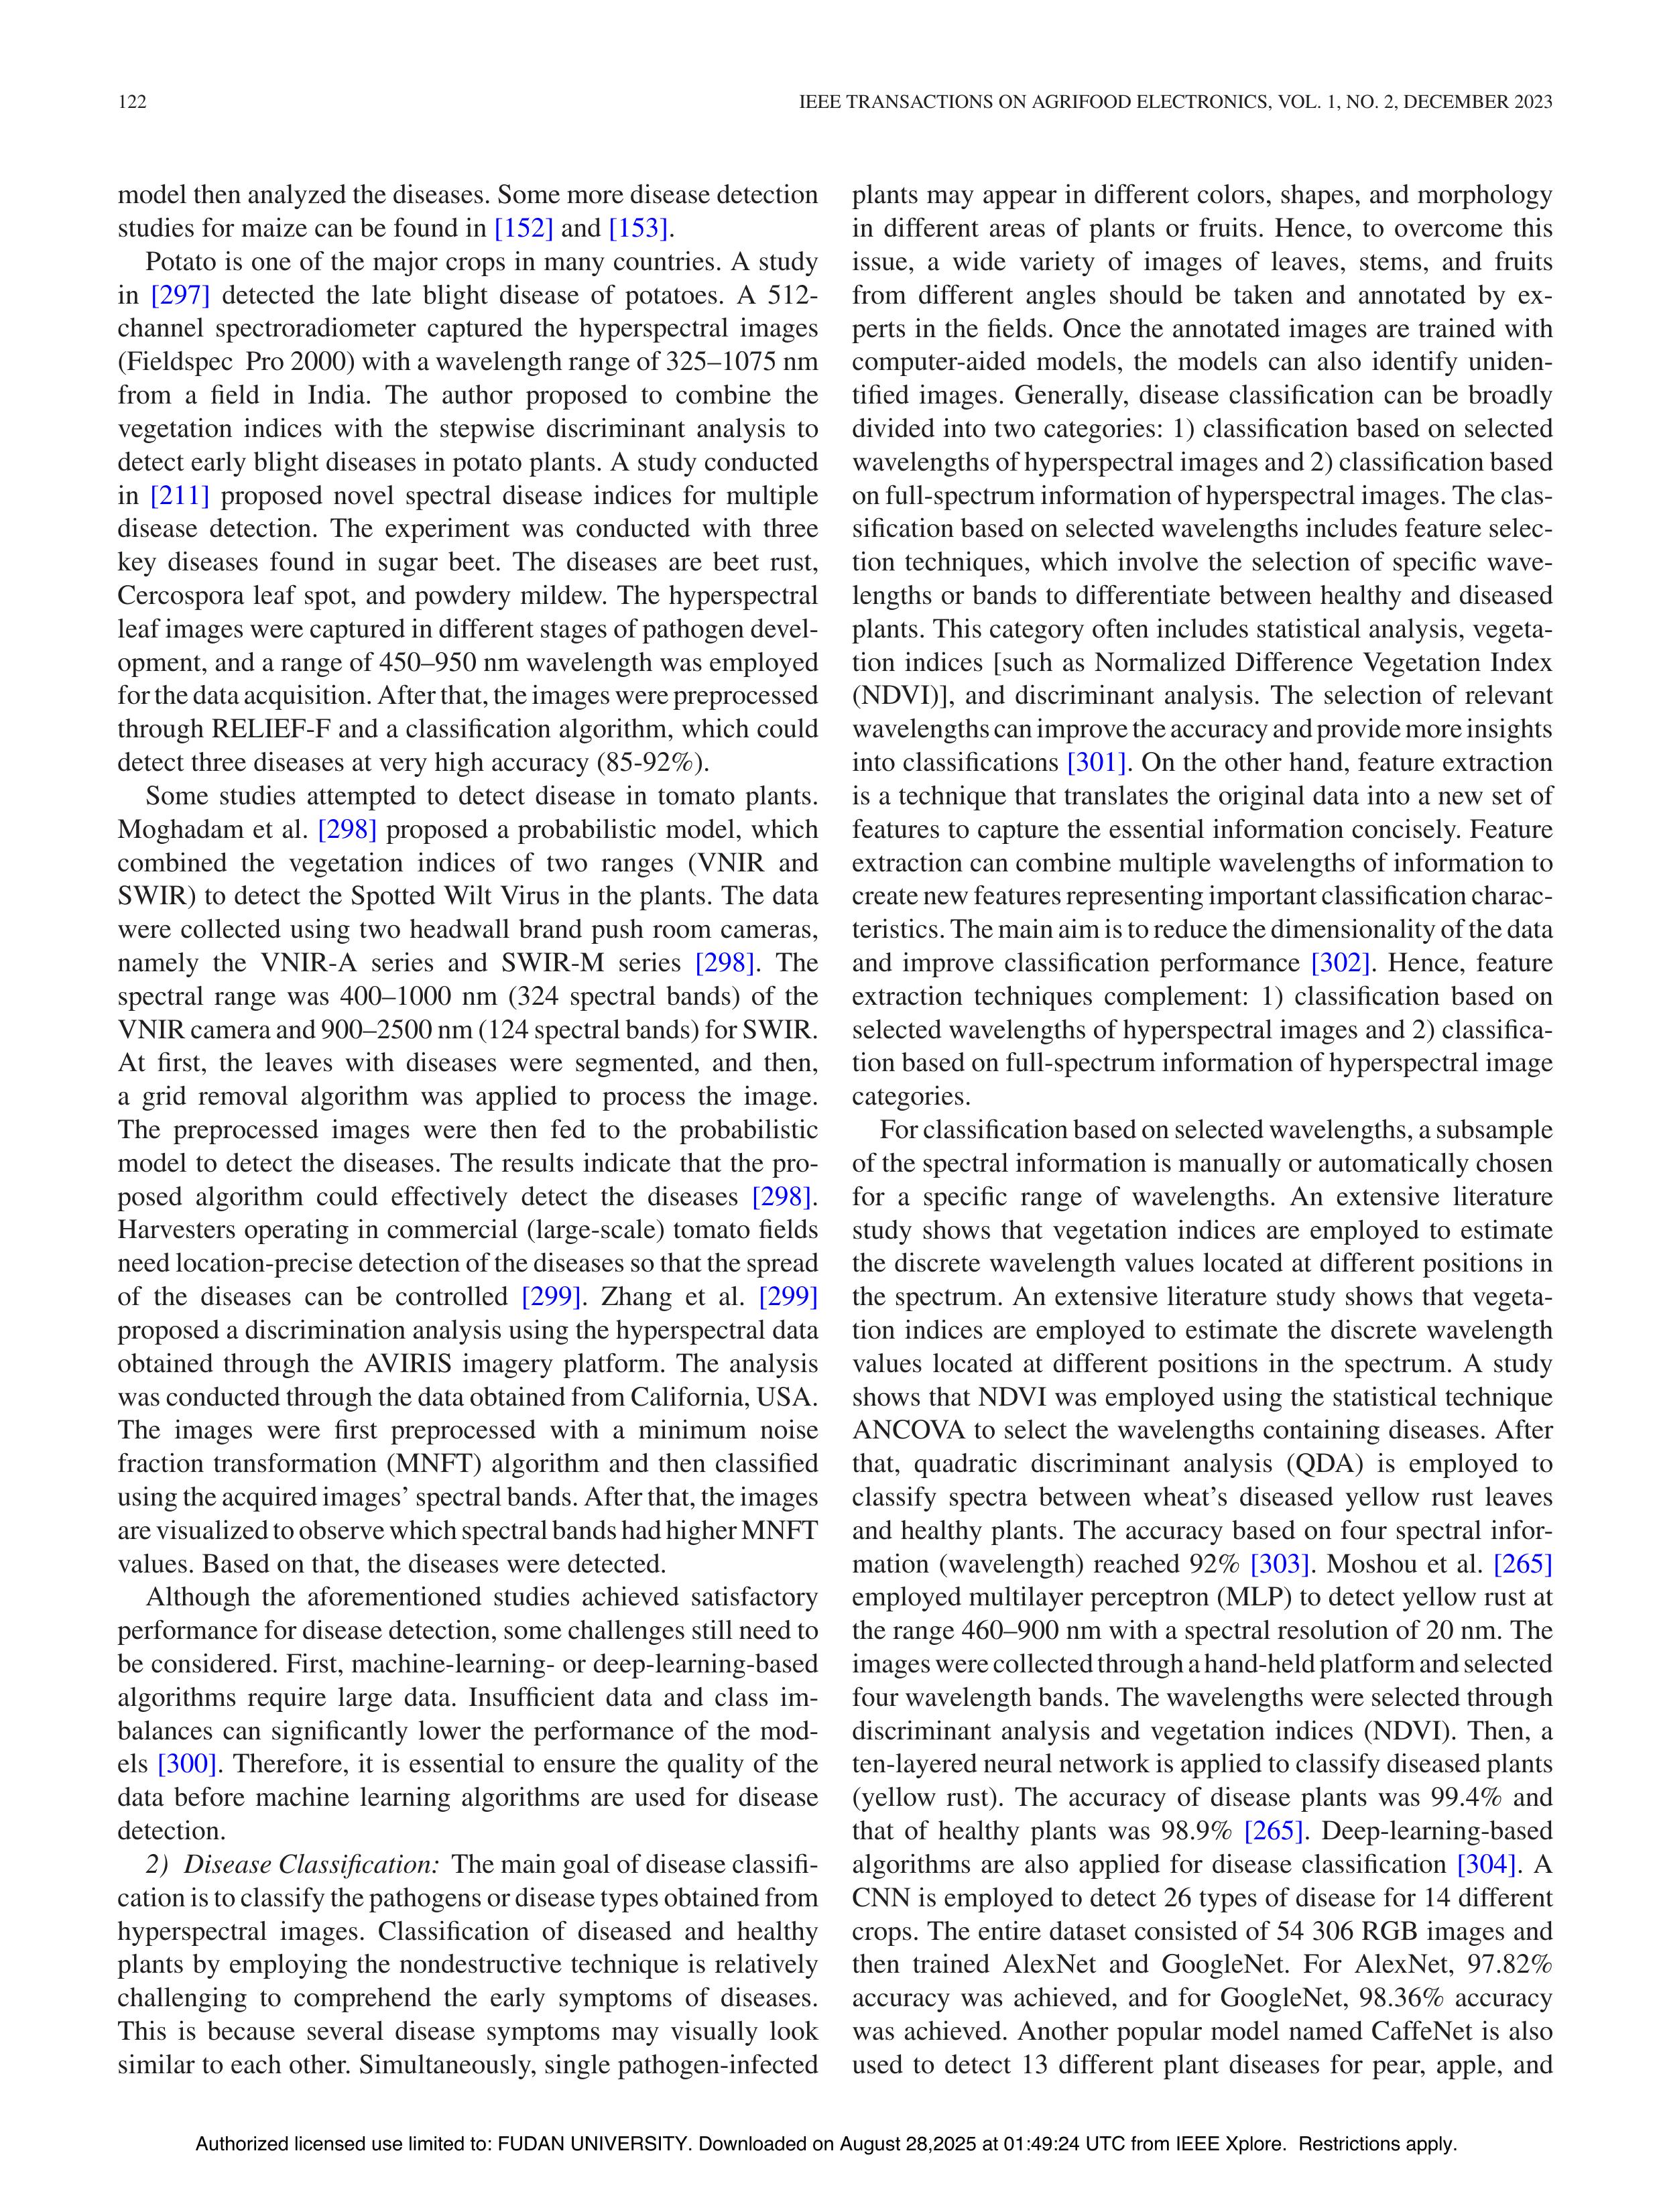 122
IEEE TRANSACTIONS ON AGRIFOOD ELECTRONICS, VOL. 1, NO. 2, DECEMBER 2023
model then analyzed the diseases. Some more disease detection
studies for maize can be found in [152] and [153].
Potato is one of the major crops in many countries. A study
in [297] detected the late blight disease of potatoes. A 512-
channel spectroradiometer captured the hyperspectral images
(Fieldspec Pro 2000) with a wavelength range of 325–1075 nm
from a field in India. The author proposed to combine the
vegetation indices with the stepwise discriminant analysis to
detect early blight diseases in potato plants. A study conducted
in [211] proposed novel spectral disease indices for multiple
disease detection. The experiment was conducted with three
key diseases found in sugar beet. The diseases are beet rust,
Cercospora leaf spot, and powdery mildew. The hyperspectral
leaf images were captured in different stages of pathogen devel-
opment, and a range of 450–950 nm wavelength was employed
for the data acquisition. After that, the images were preprocessed
through RELIEF-F and a classification algorithm, which could
detect three diseases at very high accuracy (85-92%).
Some studies attempted to detect disease in tomato plants.
Moghadam et al. [298] proposed a probabilistic model, which
combined the vegetation indices of two ranges (VNIR and
SWIR) to detect the Spotted Wilt Virus in the plants. The data
were collected using two headwall brand push room cameras,
namely the VNIR-A series and SWIR-M series [298]. The
spectral range was 400–1000 nm (324 spectral bands) of the
VNIR camera and 900–2500 nm (124 spectral bands) for SWIR.
At first, the leaves with diseases were segmented, and then,
a grid removal algorithm was applied to process the image.
The preprocessed images were then fed to the probabilistic
model to detect the diseases. The results indicate that the pro-
posed algorithm could effectively detect the diseases [298].
Harvesters operating in commercial (large-scale) tomato fields
need location-precise detection of the diseases so that the spread
of the diseases can be controlled [299]. Zhang et al. [299]
proposed a discrimination analysis using the hyperspectral data
obtained through the AVIRIS imagery platform. The analysis
was conducted through the data obtained from California, USA.
The images were first preprocessed with a minimum noise
fraction transformation (MNFT) algorithm and then classified
using the acquired images’ spectral bands. After that, the images
are visualized to observe which spectral bands had higher MNFT
values. Based on that, the diseases were detected.
Although the aforementioned studies achieved satisfactory
performance for disease detection, some challenges still need to
be considered. First, machine-learning- or deep-learning-based
algorithms require large data. Insufficient data and class im-
balances can significantly lower the performance of the mod-
els [300]. Therefore, it is essential to ensure the quality of the
data before machine learning algorithms are used for disease
detection.
2) Disease Classification: The main goal of disease classifi-
cation is to classify the pathogens or disease types obtained from
hyperspectral images. Classification of diseased and healthy
plants by employing the nondestructive technique is relatively
challenging to comprehend the early symptoms of diseases.
This is because several disease symptoms may visually look
similar to each other. Simultaneously, single pathogen-infected
plants may appear in different colors, shapes, and morphology
in different areas of plants or fruits. Hence, to overcome this
issue, a wide variety of images of leaves, stems, and fruits
from different angles should be taken and annotated by ex-
perts in the fields. Once the annotated images are trained with
computer-aided models, the models can also identify uniden-
tified images. Generally, disease classification can be broadly
divided into two categories: 1) classification based on selected
wavelengths of hyperspectral images and 2) classification based
on full-spectrum information of hyperspectral images. The clas-
sification based on selected wavelengths includes feature selec-
tion techniques, which involve the selection of specific wave-
lengths or bands to differentiate between healthy and diseased
plants. This category often includes statistical analysis, vegeta-
tion indices [such as Normalized Difference Vegetation Index
(NDVI)], and discriminant analysis. The selection of relevant
wavelengths can improve the accuracy and provide more insights
into classifications [301]. On the other hand, feature extraction
is a technique that translates the original data into a new set of
features to capture the essential information concisely. Feature
extraction can combine multiple wavelengths of information to
create new features representing important classification charac-
teristics. The main aim is to reduce the dimensionality of the data
and improve classification performance [302]. Hence, feature
extraction techniques complement: 1) classification based on
selected wavelengths of hyperspectral images and 2) classifica-
tion based on full-spectrum information of hyperspectral image
categories.
For classification based on selected wavelengths, a subsample
of the spectral information is manually or automatically chosen
for a specific range of wavelengths. An extensive literature
study shows that vegetation indices are employed to estimate
the discrete wavelength values located at different positions in
the spectrum. An extensive literature study shows that vegeta-
tion indices are employed to estimate the discrete wavelength
values located at different positions in the spectrum. A study
shows that NDVI was employed using the statistical technique
ANCOVA to select the wavelengths containing diseases. After
that, quadratic discriminant analysis (QDA) is employed to
classify spectra between wheat’s diseased yellow rust leaves
and healthy plants. The accuracy based on four spectral infor-
mation (wavelength) reached 92% [303]. Moshou et al. [265]
employed multilayer perceptron (MLP) to detect yellow rust at
the range 460–900 nm with a spectral resolution of 20 nm. The
images were collected through a hand-held platform and selected
four wavelength bands. The wavelengths were selected through
discriminant analysis and vegetation indices (NDVI). Then, a
ten-layered neural network is applied to classify diseased plants
(yellow rust). The accuracy of disease plants was 99.4% and
that of healthy plants was 98.9% [265]. Deep-learning-based
algorithms are also applied for disease classification [304]. A
CNN is employed to detect 26 types of disease for 14 different
crops. The entire dataset consisted of 54 306 RGB images and
then trained AlexNet and GoogleNet. For AlexNet, 97.82%
accuracy was achieved, and for GoogleNet, 98.36% accuracy
was achieved. Another popular model named CaffeNet is also
used to detect 13 different plant diseases for pear, apple, and
Authorized licensed use limited to: FUDAN UNIVERSITY. Downloaded on August 28,2025 at 01:49:24 UTC from IEEE Xplore. Restrictions apply.